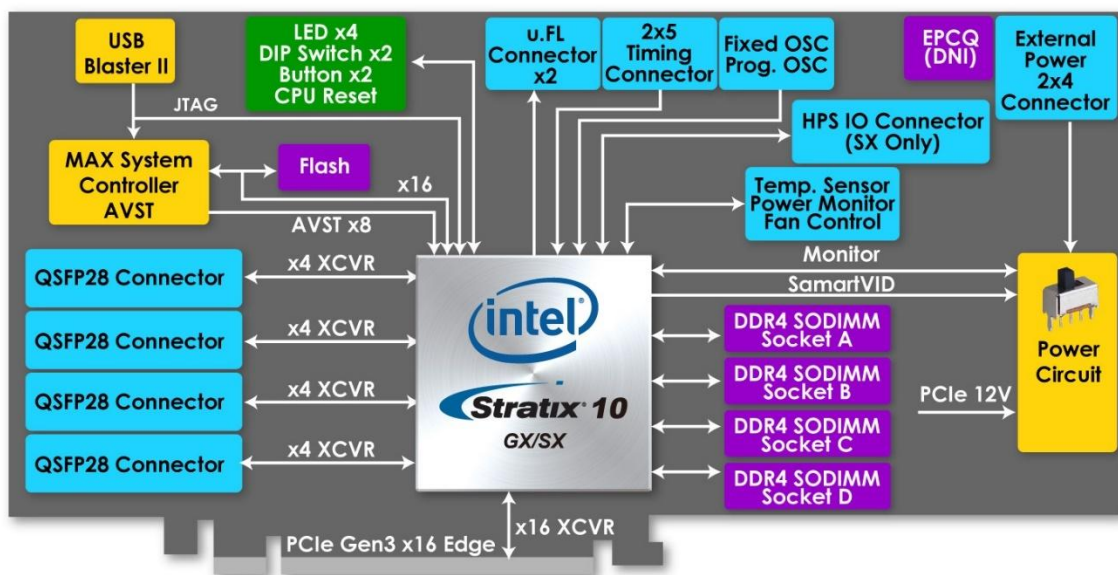 USB
Blaster II
LED x4
DIP Switch x2
Button x2
CPU Reset
u.FL
Connector
x2
2x5
Timing
Connector
Fixed OSC
Prog. OSC
EPCQ
(DNI)
External
Power
2x4
Connector
JTAG
HPS IO Connector
(SX Only)
MAX System
Controller
AVST
Flash
x16
AVST x8
Temp. Sensor
Power Monitor
Fan Control
QSFP28 Connector
x4 XCVR
Monitor
SamartVID
QSFP28 Connector
x4 XCVR
QSFP28 Connector
x4 XCVR
QSFP28 Connector
x4 XCVR
intel
Stratix® 10
GX/SX
DDR4 SODIMM
Socket A
DDR4 SODIMM
Socket B
DDR4 SODIMM
Socket C
DDR4 SODIMM
Socket D
Power
Circuit
PCIe 12V
x16 XCVR
PCIe Gen3 x16 Edge